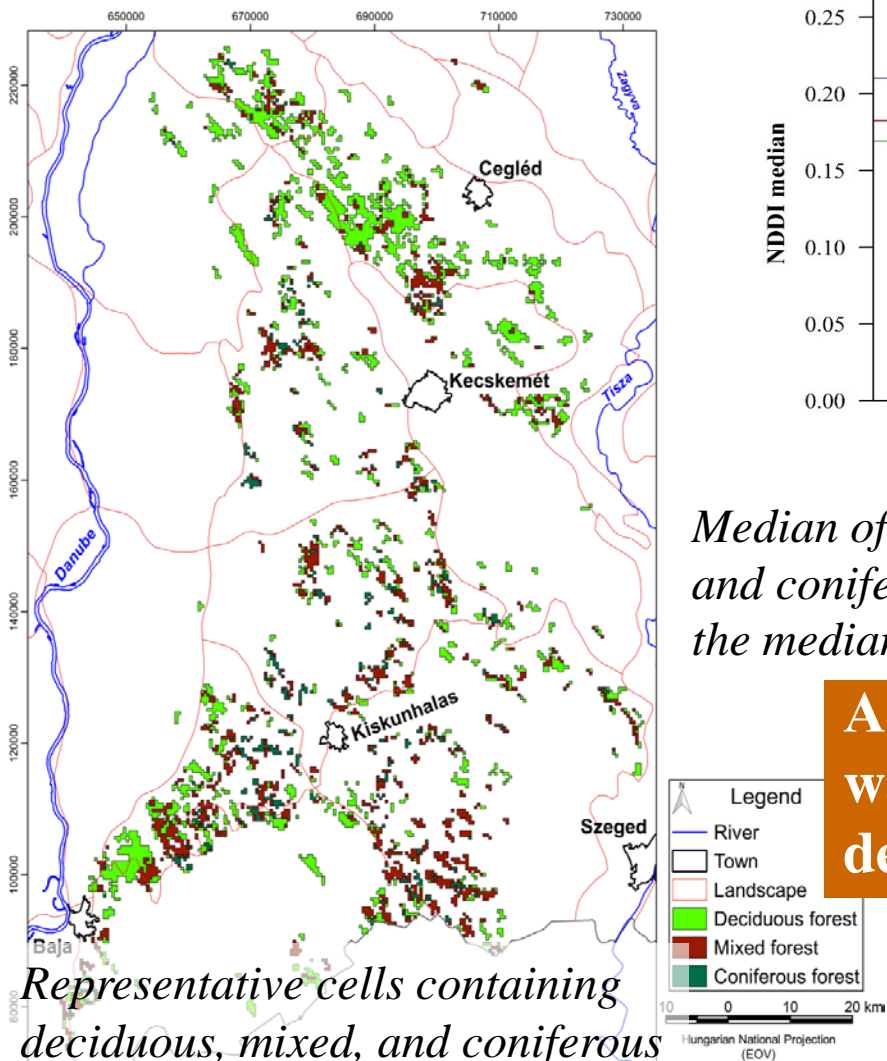 650000 670000 690000 710000 730000
220000
200000
180000
160000
140000
120000
100000
80000
Zagyva
Cegléd
Kecskemét
Tisza
Danube
Kiskunhalas
Szeged
Baja
Representative cells containing
deciduous, mixed, and coniferous
0.25
0.20
0.15
0.10
0.05
0.00
NDDI median
Median of
and conife
the median
A
w
de
N
Legend
River
Town
Landscape
Deciduous forest
Mixed forest
Coniferous forest
10 0 10 20 km
Hungarian National Projection
(EOV)